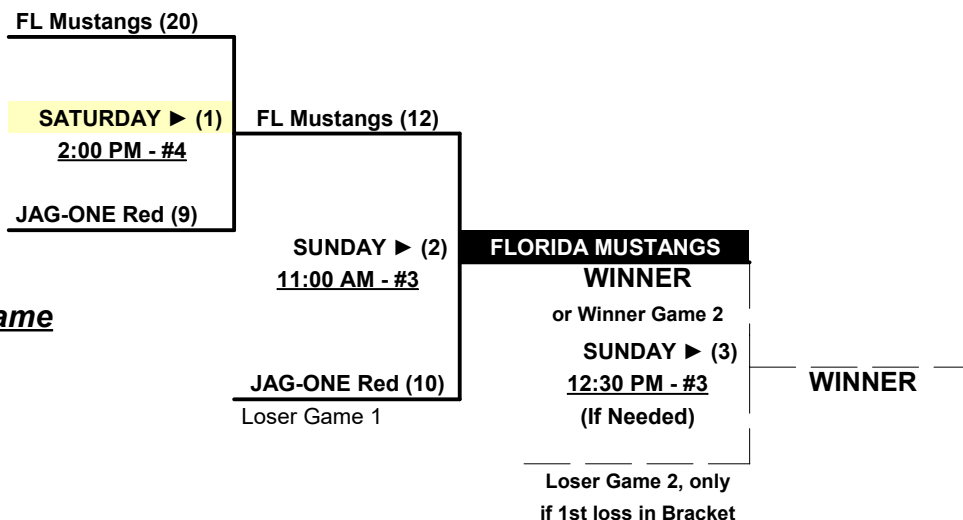 FL Mustangs (20)
SATURDAY ► (1)
2:00 PM - #4
JAG-ONE Red (9)
FL Mustangs (12)
SUNDAY ► (2)
11:00 AM - #3
JAG-ONE Red (10)
Loser Game 1
FLORIDA MUSTANGS
WINNER
or Winner Game 2
SUNDAY ► (3)
12:30 PM - #3
(If Needed)
Loser Game 2, only
if 1st loss in Bracket
WINNER